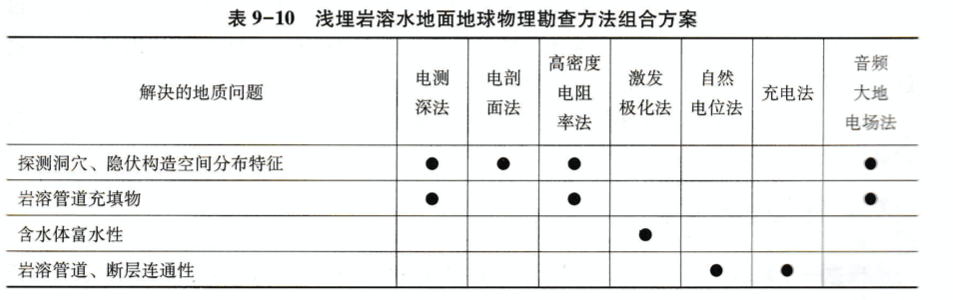 表 9-10 浅埋岩溶水地面地球物理勘查方法组合方案
解决的地质问题 电测深法 电剖面法 高密度电阻率法 激发极化法 自然电位法 充电法 音频大地电场法
探测洞穴、隐伏构造空间分布特征 ● ● ● ●
岩溶管道充填物 ● ● ●
含水体富水性 ●
岩溶管道、断层连通性 ● ●